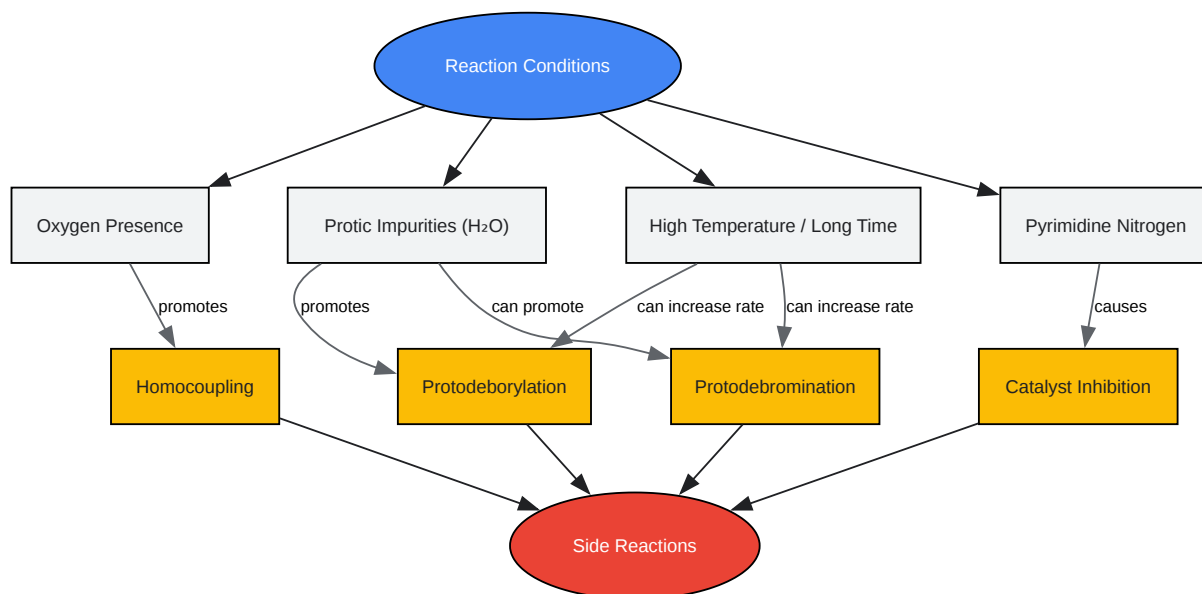 Reaction Conditions
Oxygen Presence
Protic Impurities (H₂O)
High Temperature / Long Time
Pyrimidine Nitrogen
promotes
promotes
can promote
can increase rate
can increase rate
causes
Homocoupling
Protodeborylation
Protodebromination
Catalyst Inhibition
Side Reactions